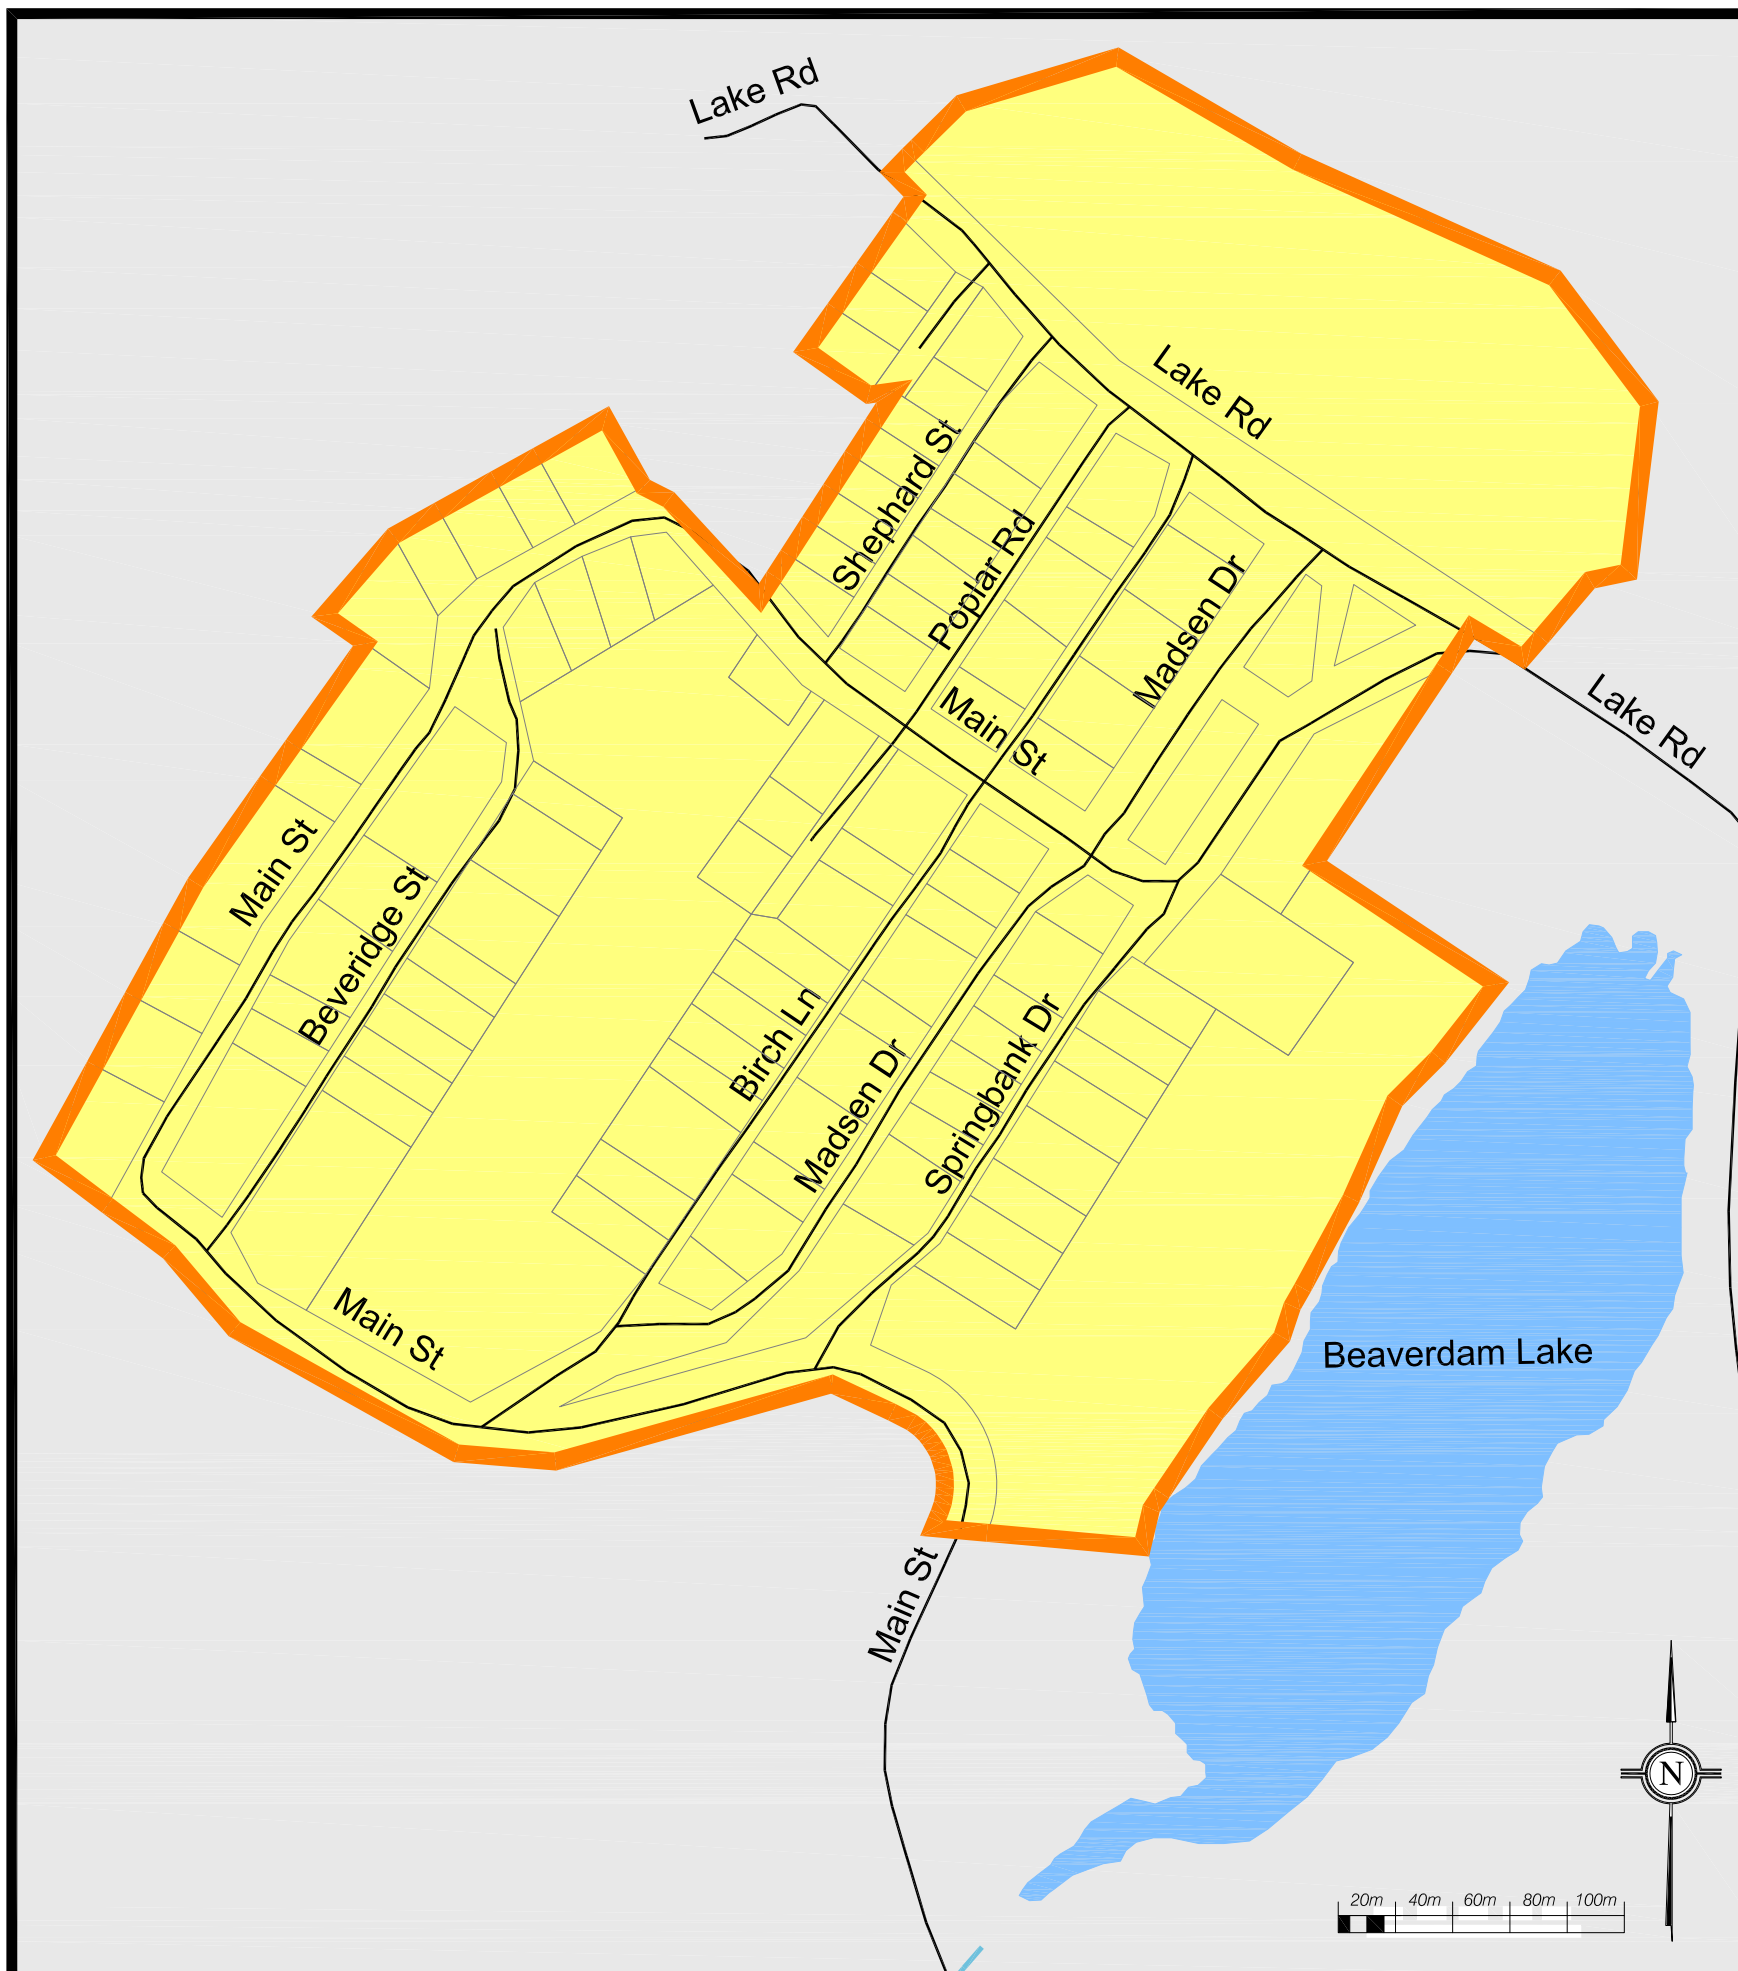 Lake Rd
Lake Rd
Shephard St
Poplar Rd
Madsen Dr
Main St
Lake Rd
Main St
Beveridge St
Birch Ln
Madsen Dr
Springbank Dr
Main St
Beaverdam Lake
Main St
N
20m 40m 60m 80m 100m